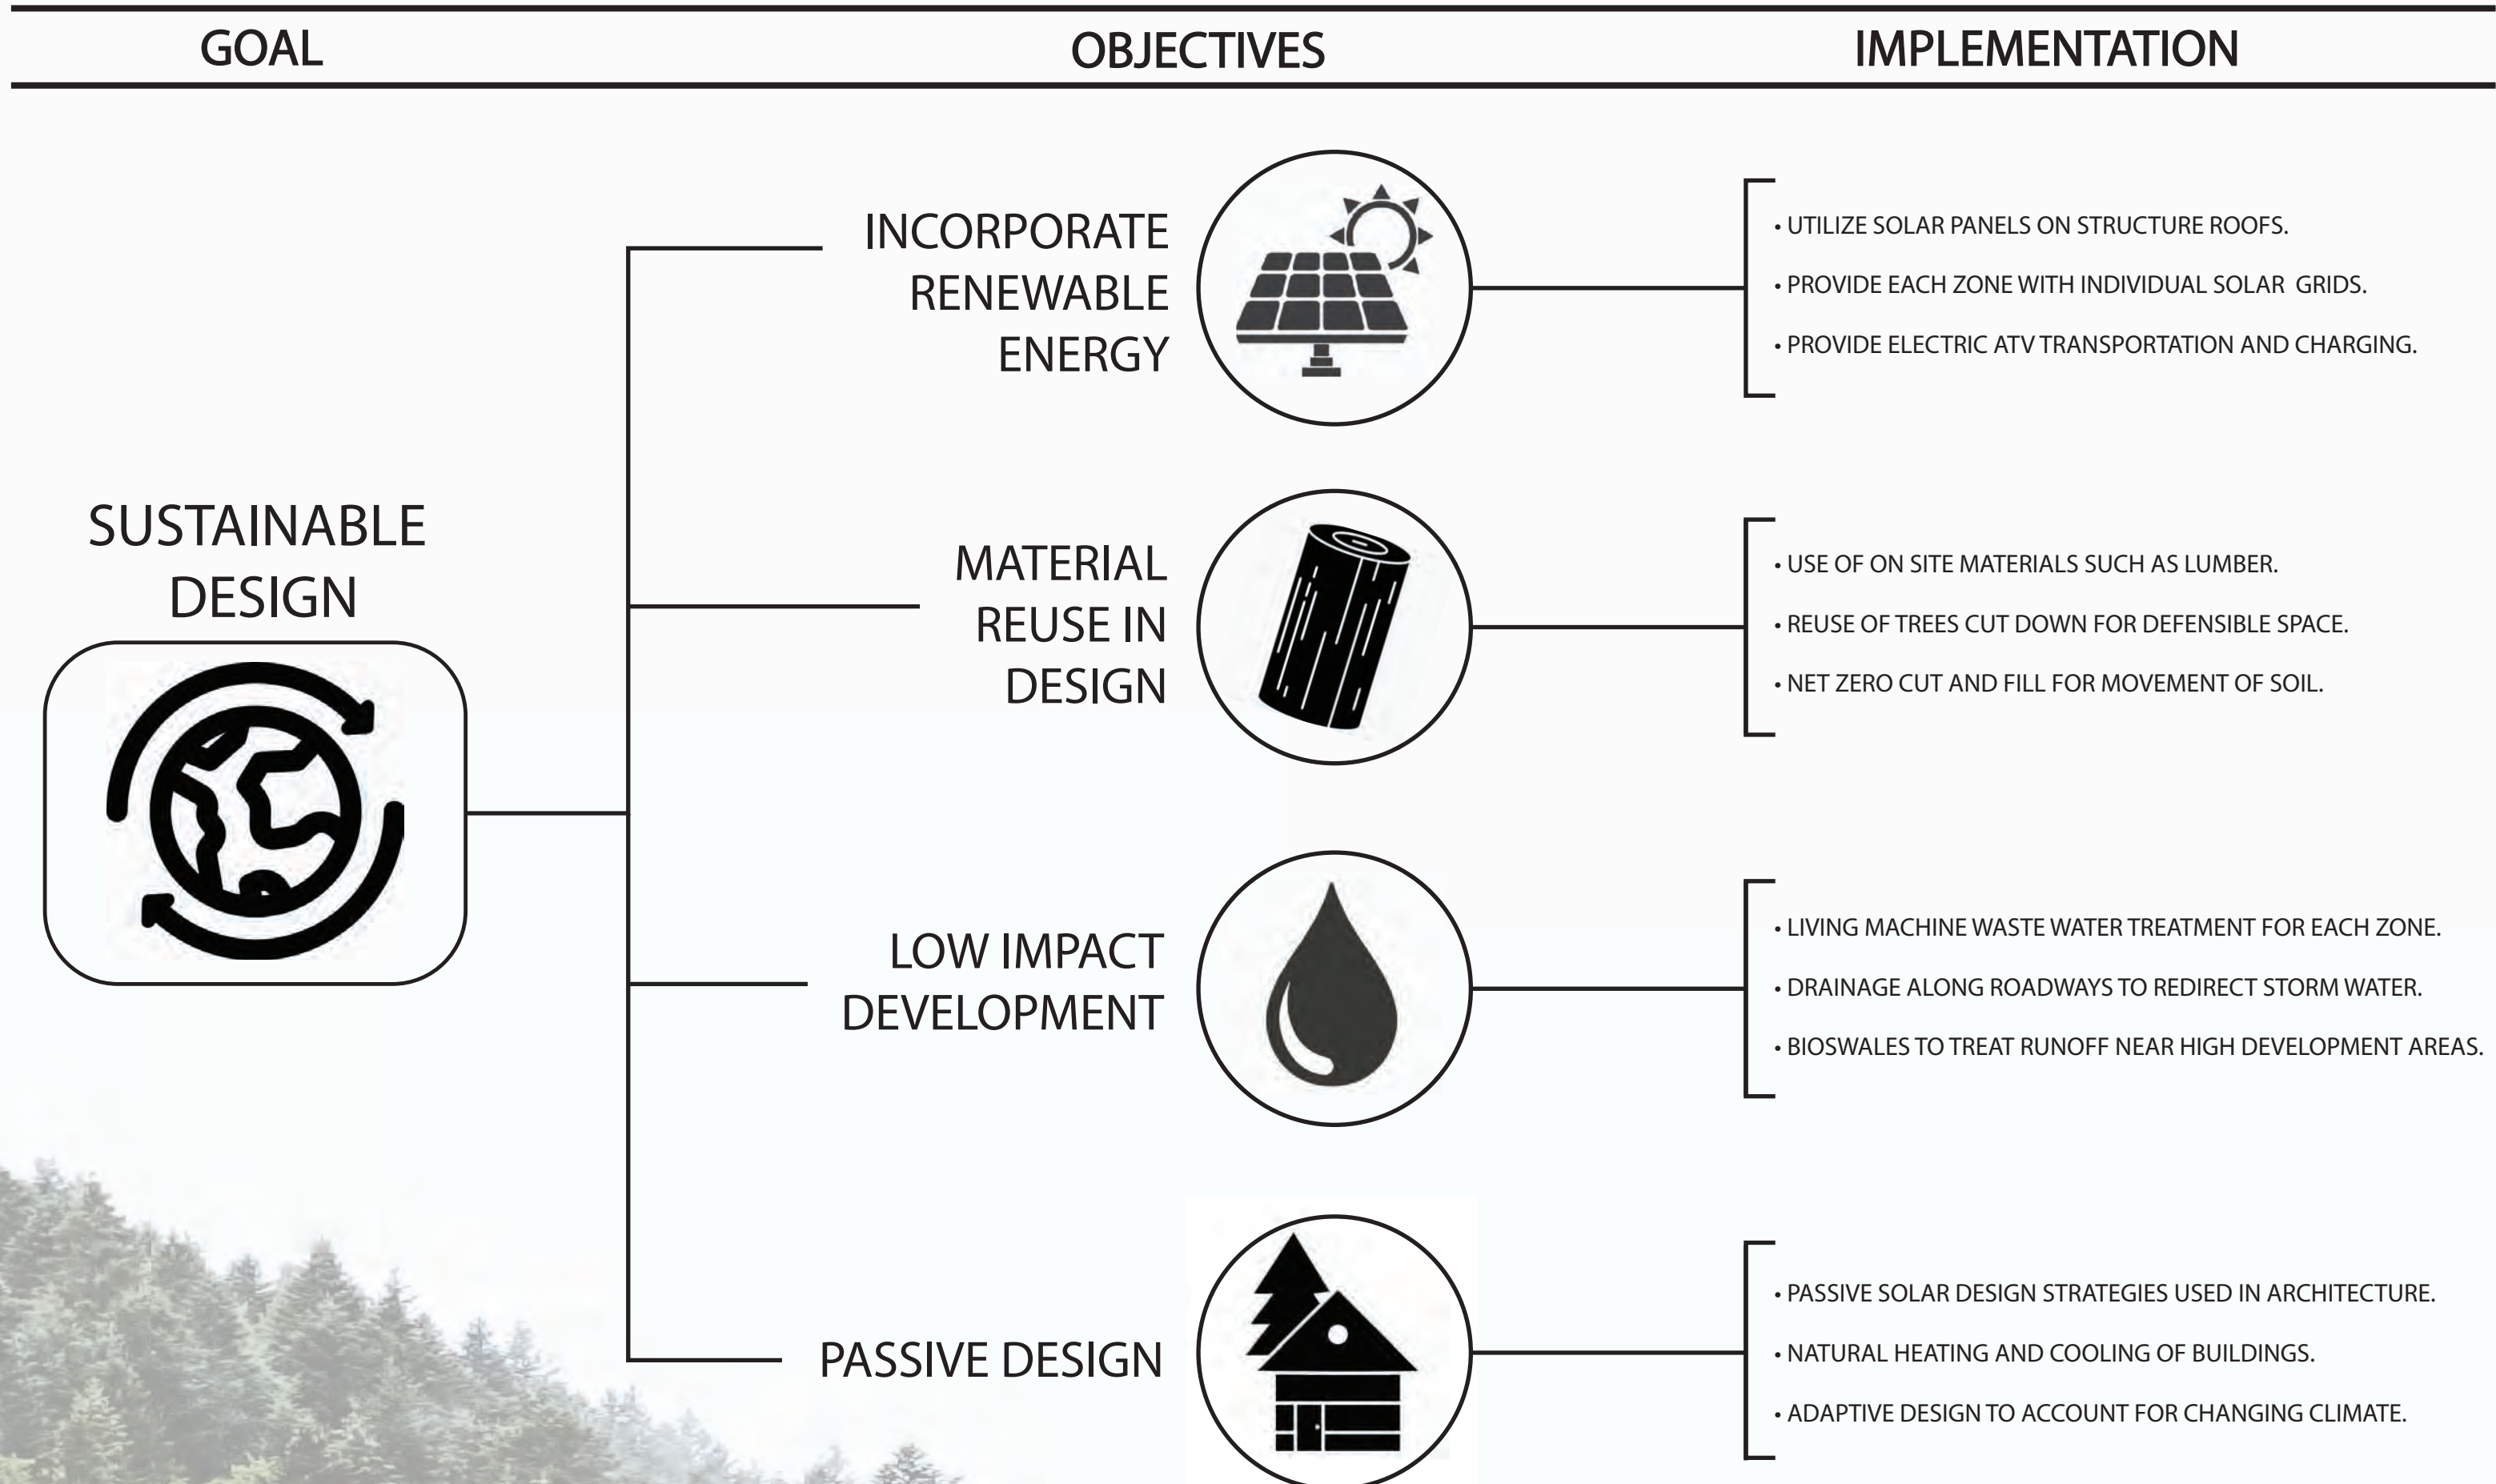 GOAL
OBJECTIVES
IMPLEMENTATION
SUSTAINABLE
DESIGN
INCORPORATE
RENEWABLE
ENERGY
• UTILIZE SOLAR PANELS ON STRUCTURE ROOFS.
• PROVIDE EACH ZONE WITH INDIVIDUAL SOLAR GRIDS.
• PROVIDE ELECTRIC ATV TRANSPORTATION AND CHARGING.
MATERIAL
REUSE IN
DESIGN
• USE OF ON SITE MATERIALS SUCH AS LUMBER.
• REUSE OF TREES CUT DOWN FOR DEFENSIBLE SPACE.
• NET ZERO CUT AND FILL FOR MOVEMENT OF SOIL.
LOW IMPACT
DEVELOPMENT
• LIVING MACHINE WASTE WATER TREATMENT FOR EACH ZONE.
• DRAINAGE ALONG ROADWAYS TO REDIRECT STORM WATER.
• BIOSWALES TO TREAT RUNOFF NEAR HIGH DEVELOPMENT AREAS.
PASSIVE DESIGN
• PASSIVE SOLAR DESIGN STRATEGIES USED IN ARCHITECTURE.
• NATURAL HEATING AND COOLING OF BUILDINGS.
• ADAPTIVE DESIGN TO ACCOUNT FOR CHANGING CLIMATE.